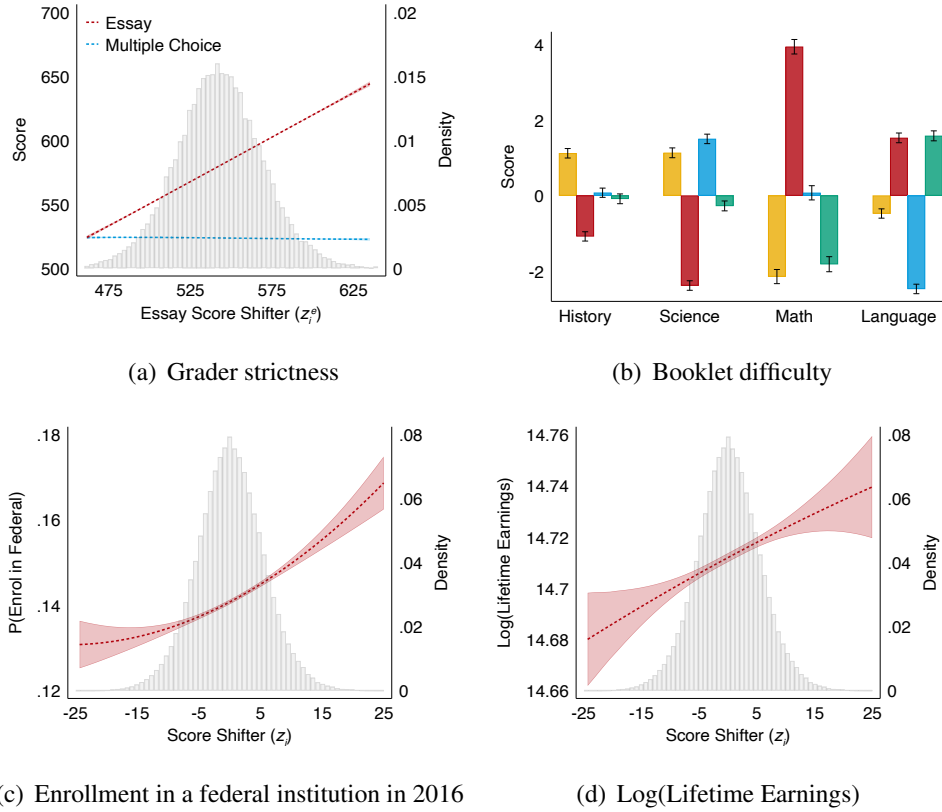 700
650
600
550
500
Score
.02
.015
.01
.005
0
Density
Essay
Multiple Choice
475 525 575 625
Essay Score Shifter (z_i^e)
(a) Grader strictness
4
2
0
-2
Score
History Science Math Language
(b) Booklet difficulty
.18
.16
.14
.12
P(Enrol in Federal)
.08
.06
.04
.02
0
Density
-25 -15 -5 5 15 25
Score Shifter (z_i)
(c) Enrollment in a federal institution in 2016
14.76
14.74
14.72
14.7
14.68
14.66
Log(Lifetime Earnings)
.08
.06
.04
.02
0
Density
-25 -15 -5 5 15 25
Score Shifter (z_i)
(d) Log(Lifetime Earnings)